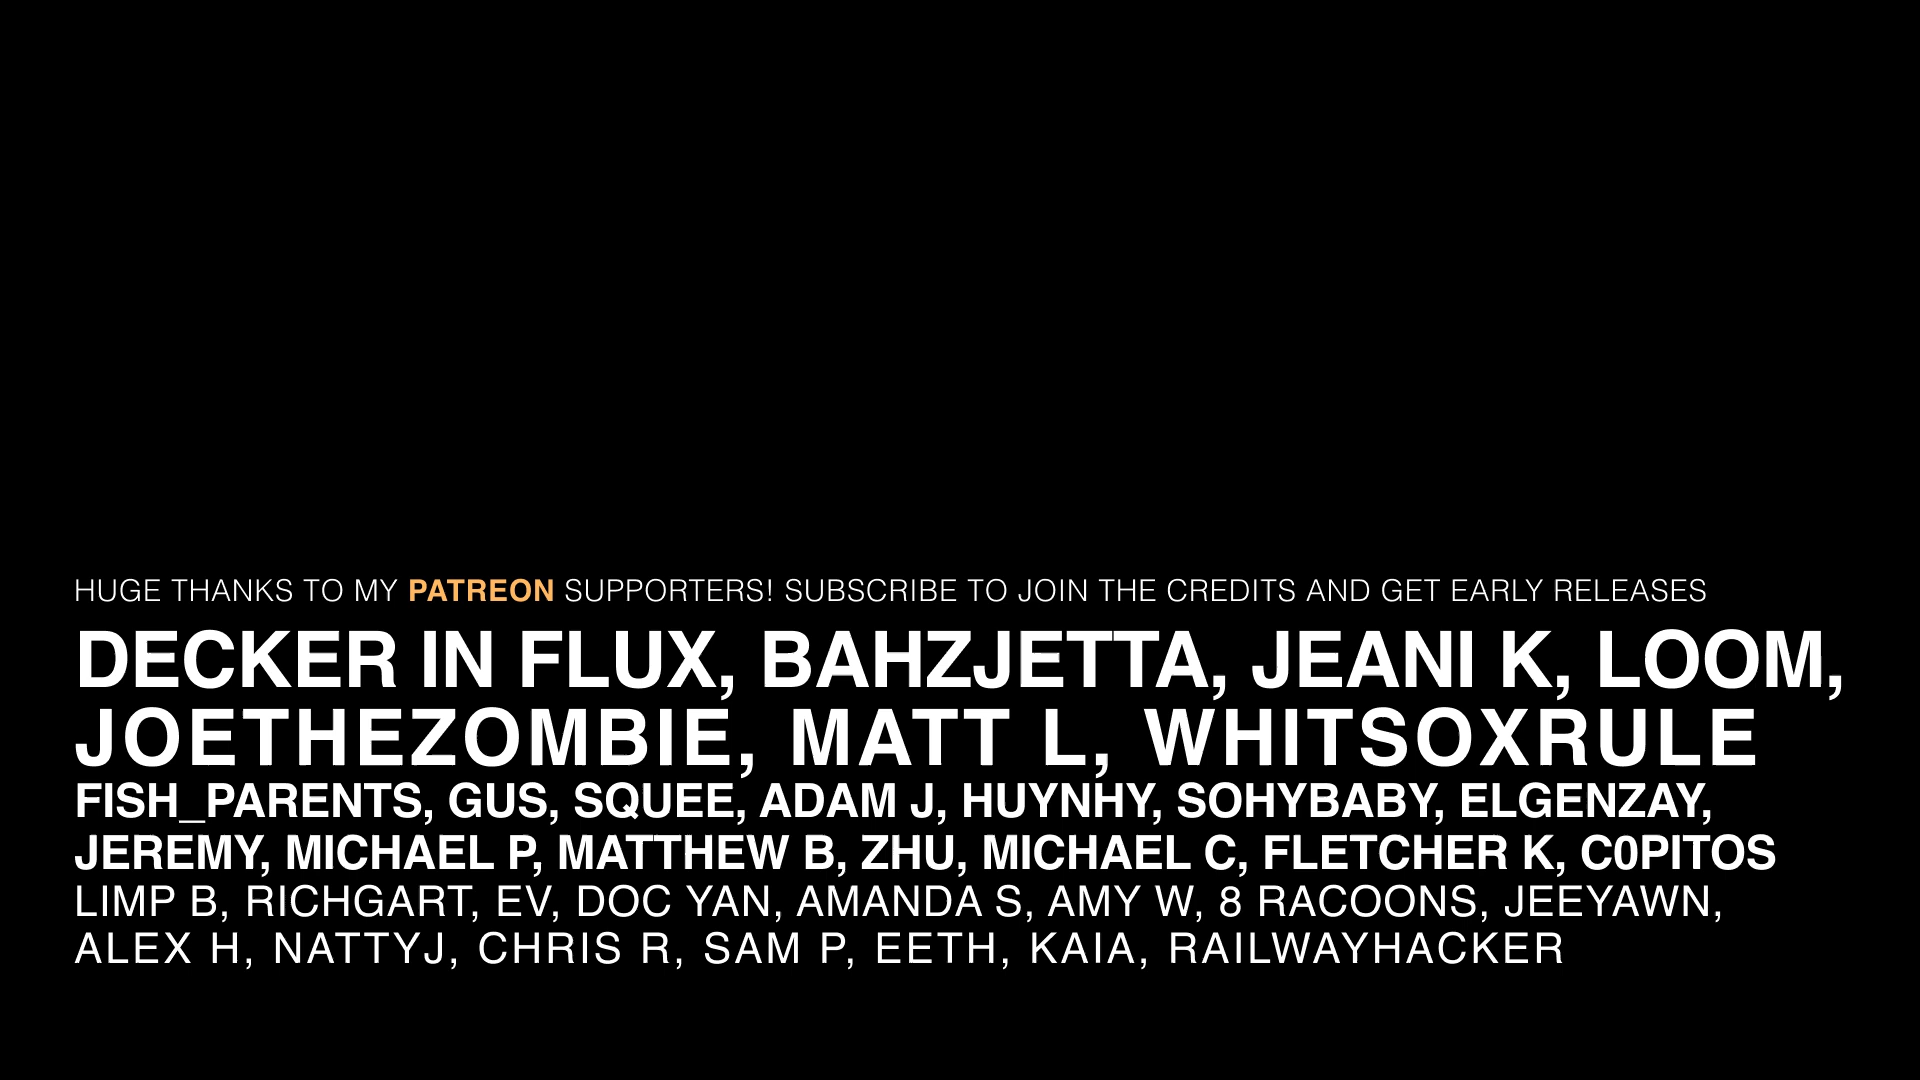 HUGE THANKS TO MY PATREON SUPPORTERS! SUBSCRIBE TO JOIN THE CREDITS AND GET EARLY RELEASES
DECKER IN FLUX, BAHZJETTA, JEANI K, LOOM,
JOETHEZOMBIE, MATT L, WHITSOXRULE
FISH_PARENTS, GUS, SQUEE, ADAM J, HUYNHY, SOHYBABY, ELGENZAY,
JEREMY, MICHAEL P, MATTHEW B, ZHU, MICHAEL C, FLETCHER K, C0PITOS
LIMP B, RICHGART, EV, DOC YAN, AMANDA S, AMY W, 8 RACOONS, JEEYAWN,
ALEX H, NATTYJ, CHRIS R, SAM P, EETH, KAIA, RAILWAYHACKER